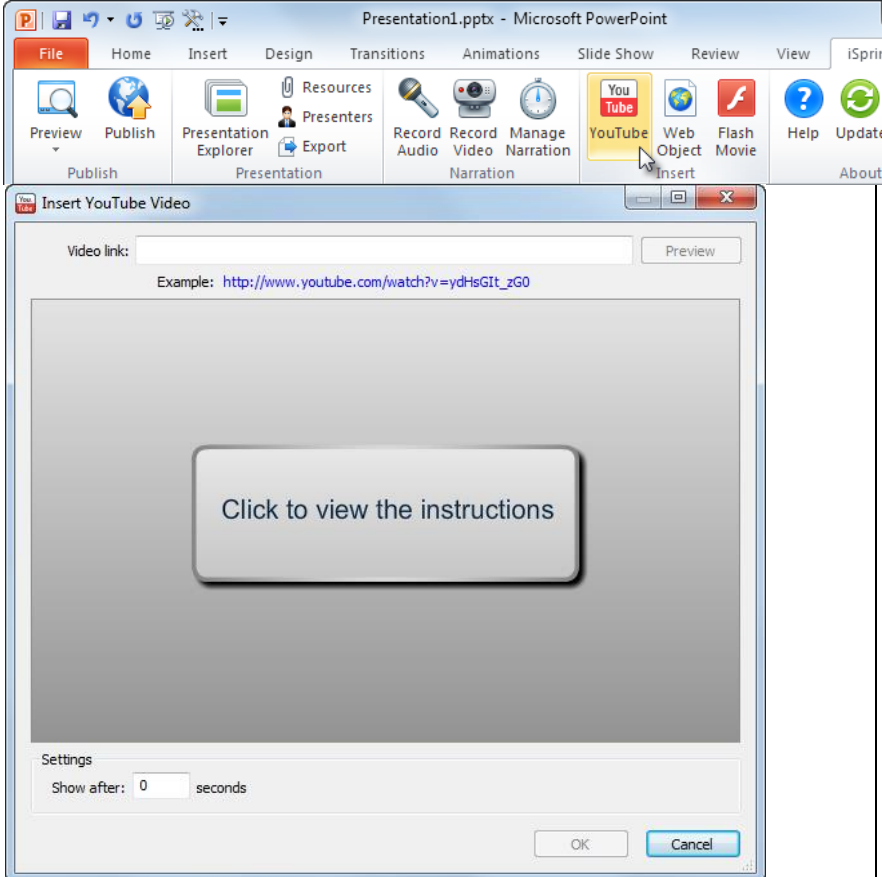 Presentation1.pptx - Microsoft PowerPoint
File Home Insert Design Transitions Animations Slide Show Review View iSprin
Resources
Presenters
Export
You
Tube
Preview Publish Presentation Explorer Record Audio Record Video Manage Narration YouTube Web Object Flash Movie Help Update
Publish Presentation Narration Insert About
Insert YouTube Video
Video link: Preview
Example: http://www.youtube.com/watch?v=ydHsGIt_zG0
Click to view the instructions
Settings
Show after: 0 seconds
OK Cancel